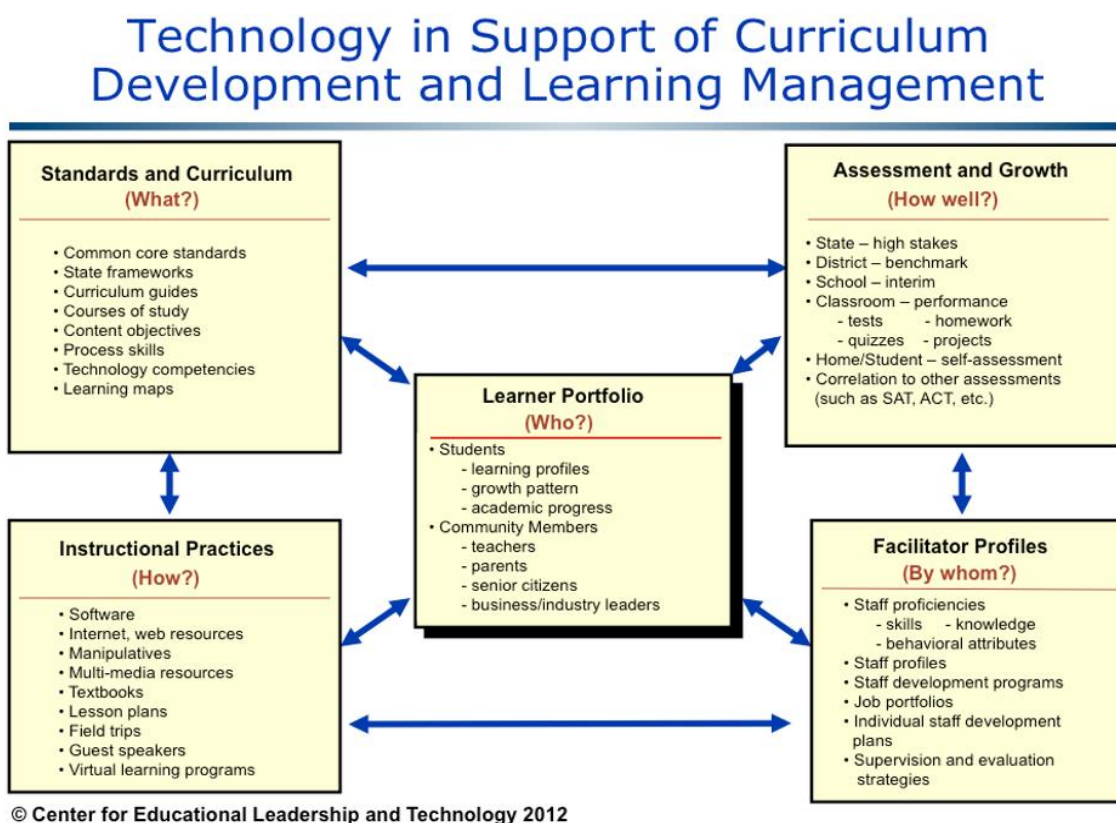 Technology in Support of Curriculum
Development and Learning Management
Standards and Curriculum
(What?)
• Common core standards
• State frameworks
• Curriculum guides
• Courses of study
• Content objectives
• Process skills
• Technology competencies
• Learning maps
Assessment and Growth
(How well?)
• State – high stakes
• District – benchmark
• School – interim
• Classroom – performance
- tests - homework
- quizzes - projects
• Home/Student – self-assessment
• Correlation to other assessments
(such as SAT, ACT, etc.)
Learner Portfolio
(Who?)
• Students
- learning profiles
- growth pattern
- academic progress
• Community Members
- teachers
- parents
- senior citizens
- business/industry leaders
Instructional Practices
(How?)
• Software
• Internet, web resources
• Manipulatives
• Multi-media resources
• Textbooks
• Lesson plans
• Field trips
• Guest speakers
• Virtual learning programs
Facilitator Profiles
(By whom?)
• Staff proficiencies
- skills - knowledge
- behavioral attributes
• Staff profiles
• Staff development programs
• Job portfolios
• Individual staff development
plans
• Supervision and evaluation
strategies
© Center for Educational Leadership and Technology 2012